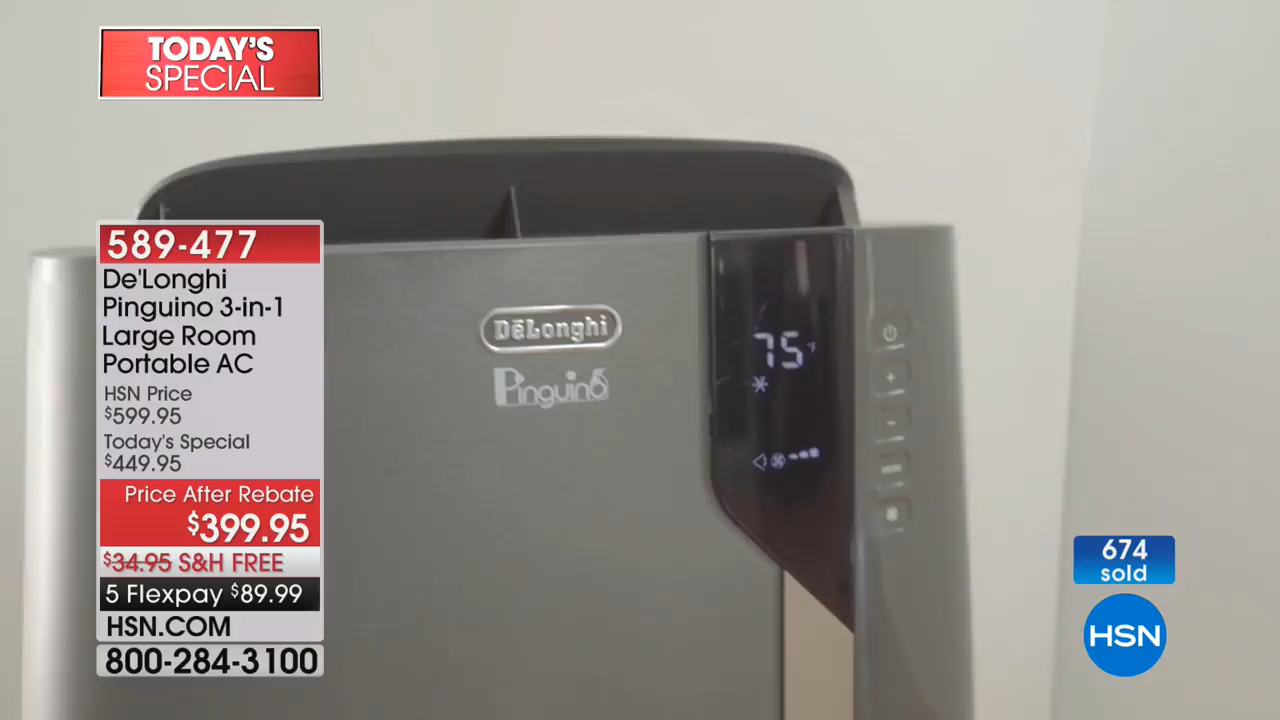 TODAY'S
SPECIAL
589-477
De'Longhi
Pinguino 3-in-1
Large Room
Portable AC
HSN Price
$599.95
Today's Special
$449.95
Price After Rebate
$399.95
$34.95 S&H FREE
5 Flexpay $89.99
HSN.COM
800-284-3100
DeLonghi
Pinguino
75°F
674
sold
HSN